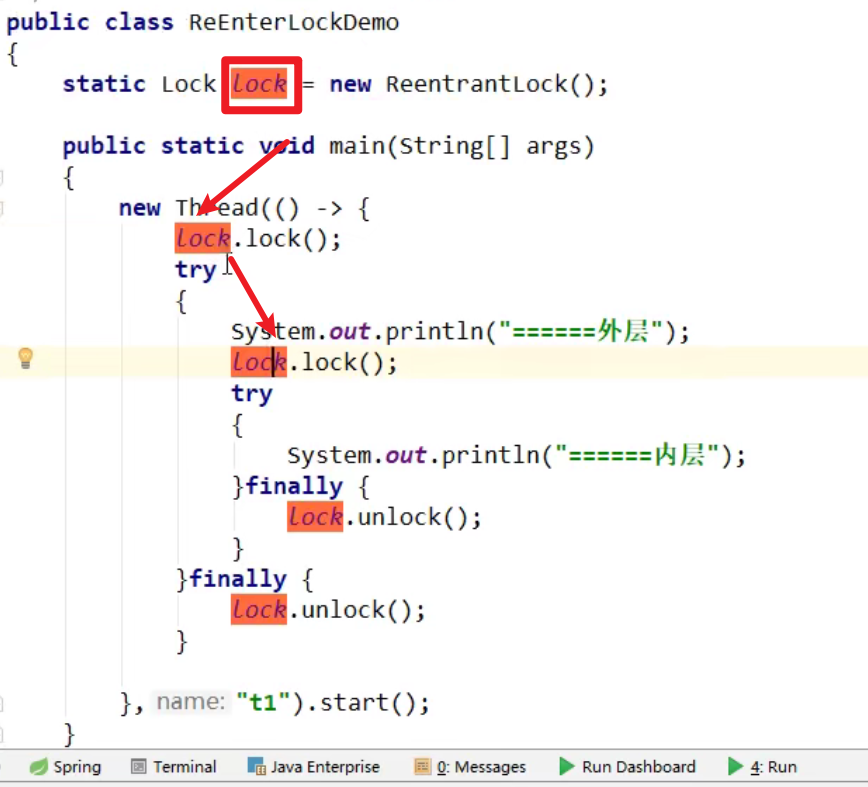 public class ReEnterLockDemo
{
static Lock lock = new ReentrantLock();
public static void main(String[] args)
{
new Thread(() -> {
lock.lock();
try
{
System.out.println("======外层");
lock.lock();
try
{
System.out.println("======内层");
}finally {
lock.unlock();
}
}finally {
lock.unlock();
}
}, name: "t1").start();
}
Spring Terminal Java Enterprise 0: Messages Run Dashboard 4: Run